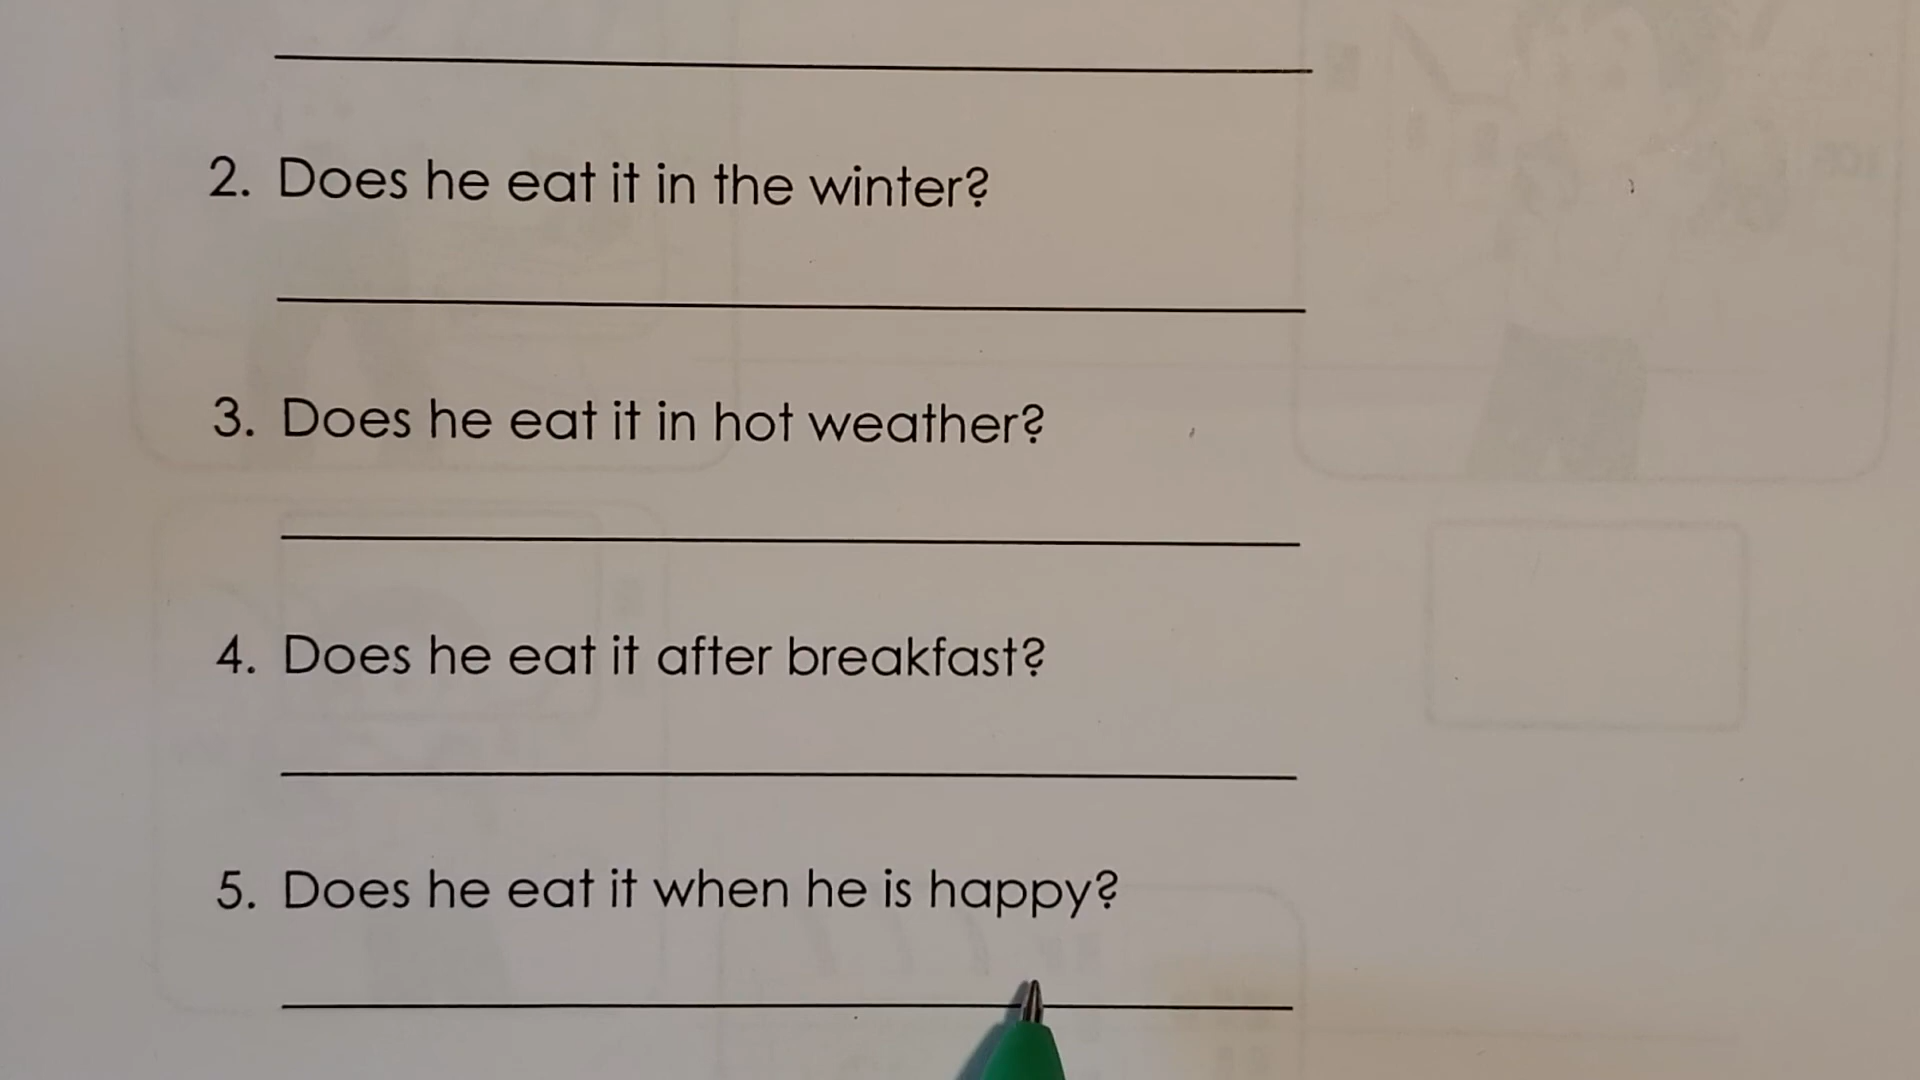 2. Does he eat it in the winter?
3. Does he eat it in hot weather?
4. Does he eat it after breakfast?
5. Does he eat it when he is happy?